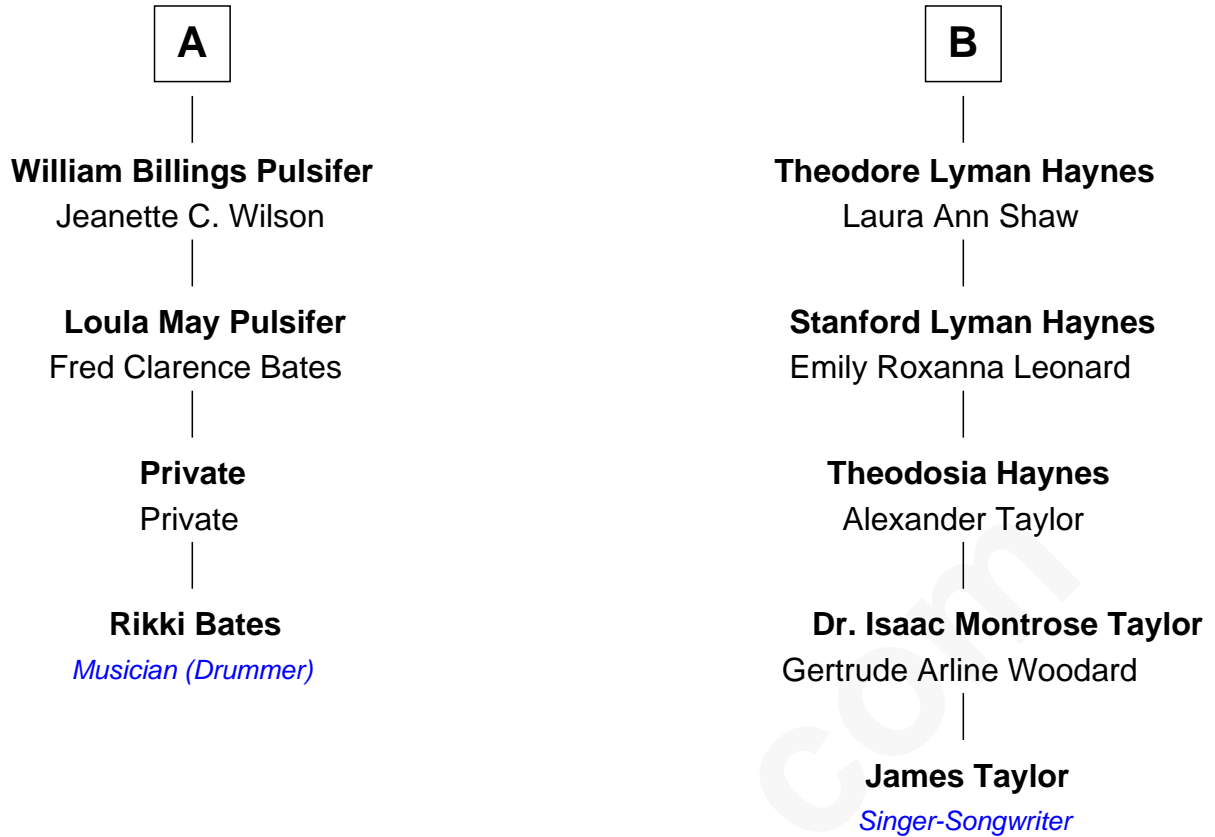 A
William Billings Pulsifer
Jeanette C. Wilson
Loula May Pulsifer
Fred Clarence Bates
Private
Private
Rikki Bates
Musician (Drummer)
B
Theodore Lyman Haynes
Laura Ann Shaw
Stanford Lyman Haynes
Emily Roxanna Leonard
Theodosia Haynes
Alexander Taylor
Dr. Isaac Montrose Taylor
Gertrude Arline Woodard
James Taylor
Singer-Songwriter
com